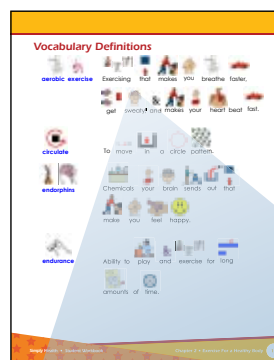 Vocabulary Definitions
aerobic exercise Exercising that makes you breathe faster,
get sweaty and makes your heart beat fast.
circulate To move in a circle pattern.
endorphins Chemicals your brain sends out that
make you feel happy.
endurance Ability to play and exercise for long
amounts of time.